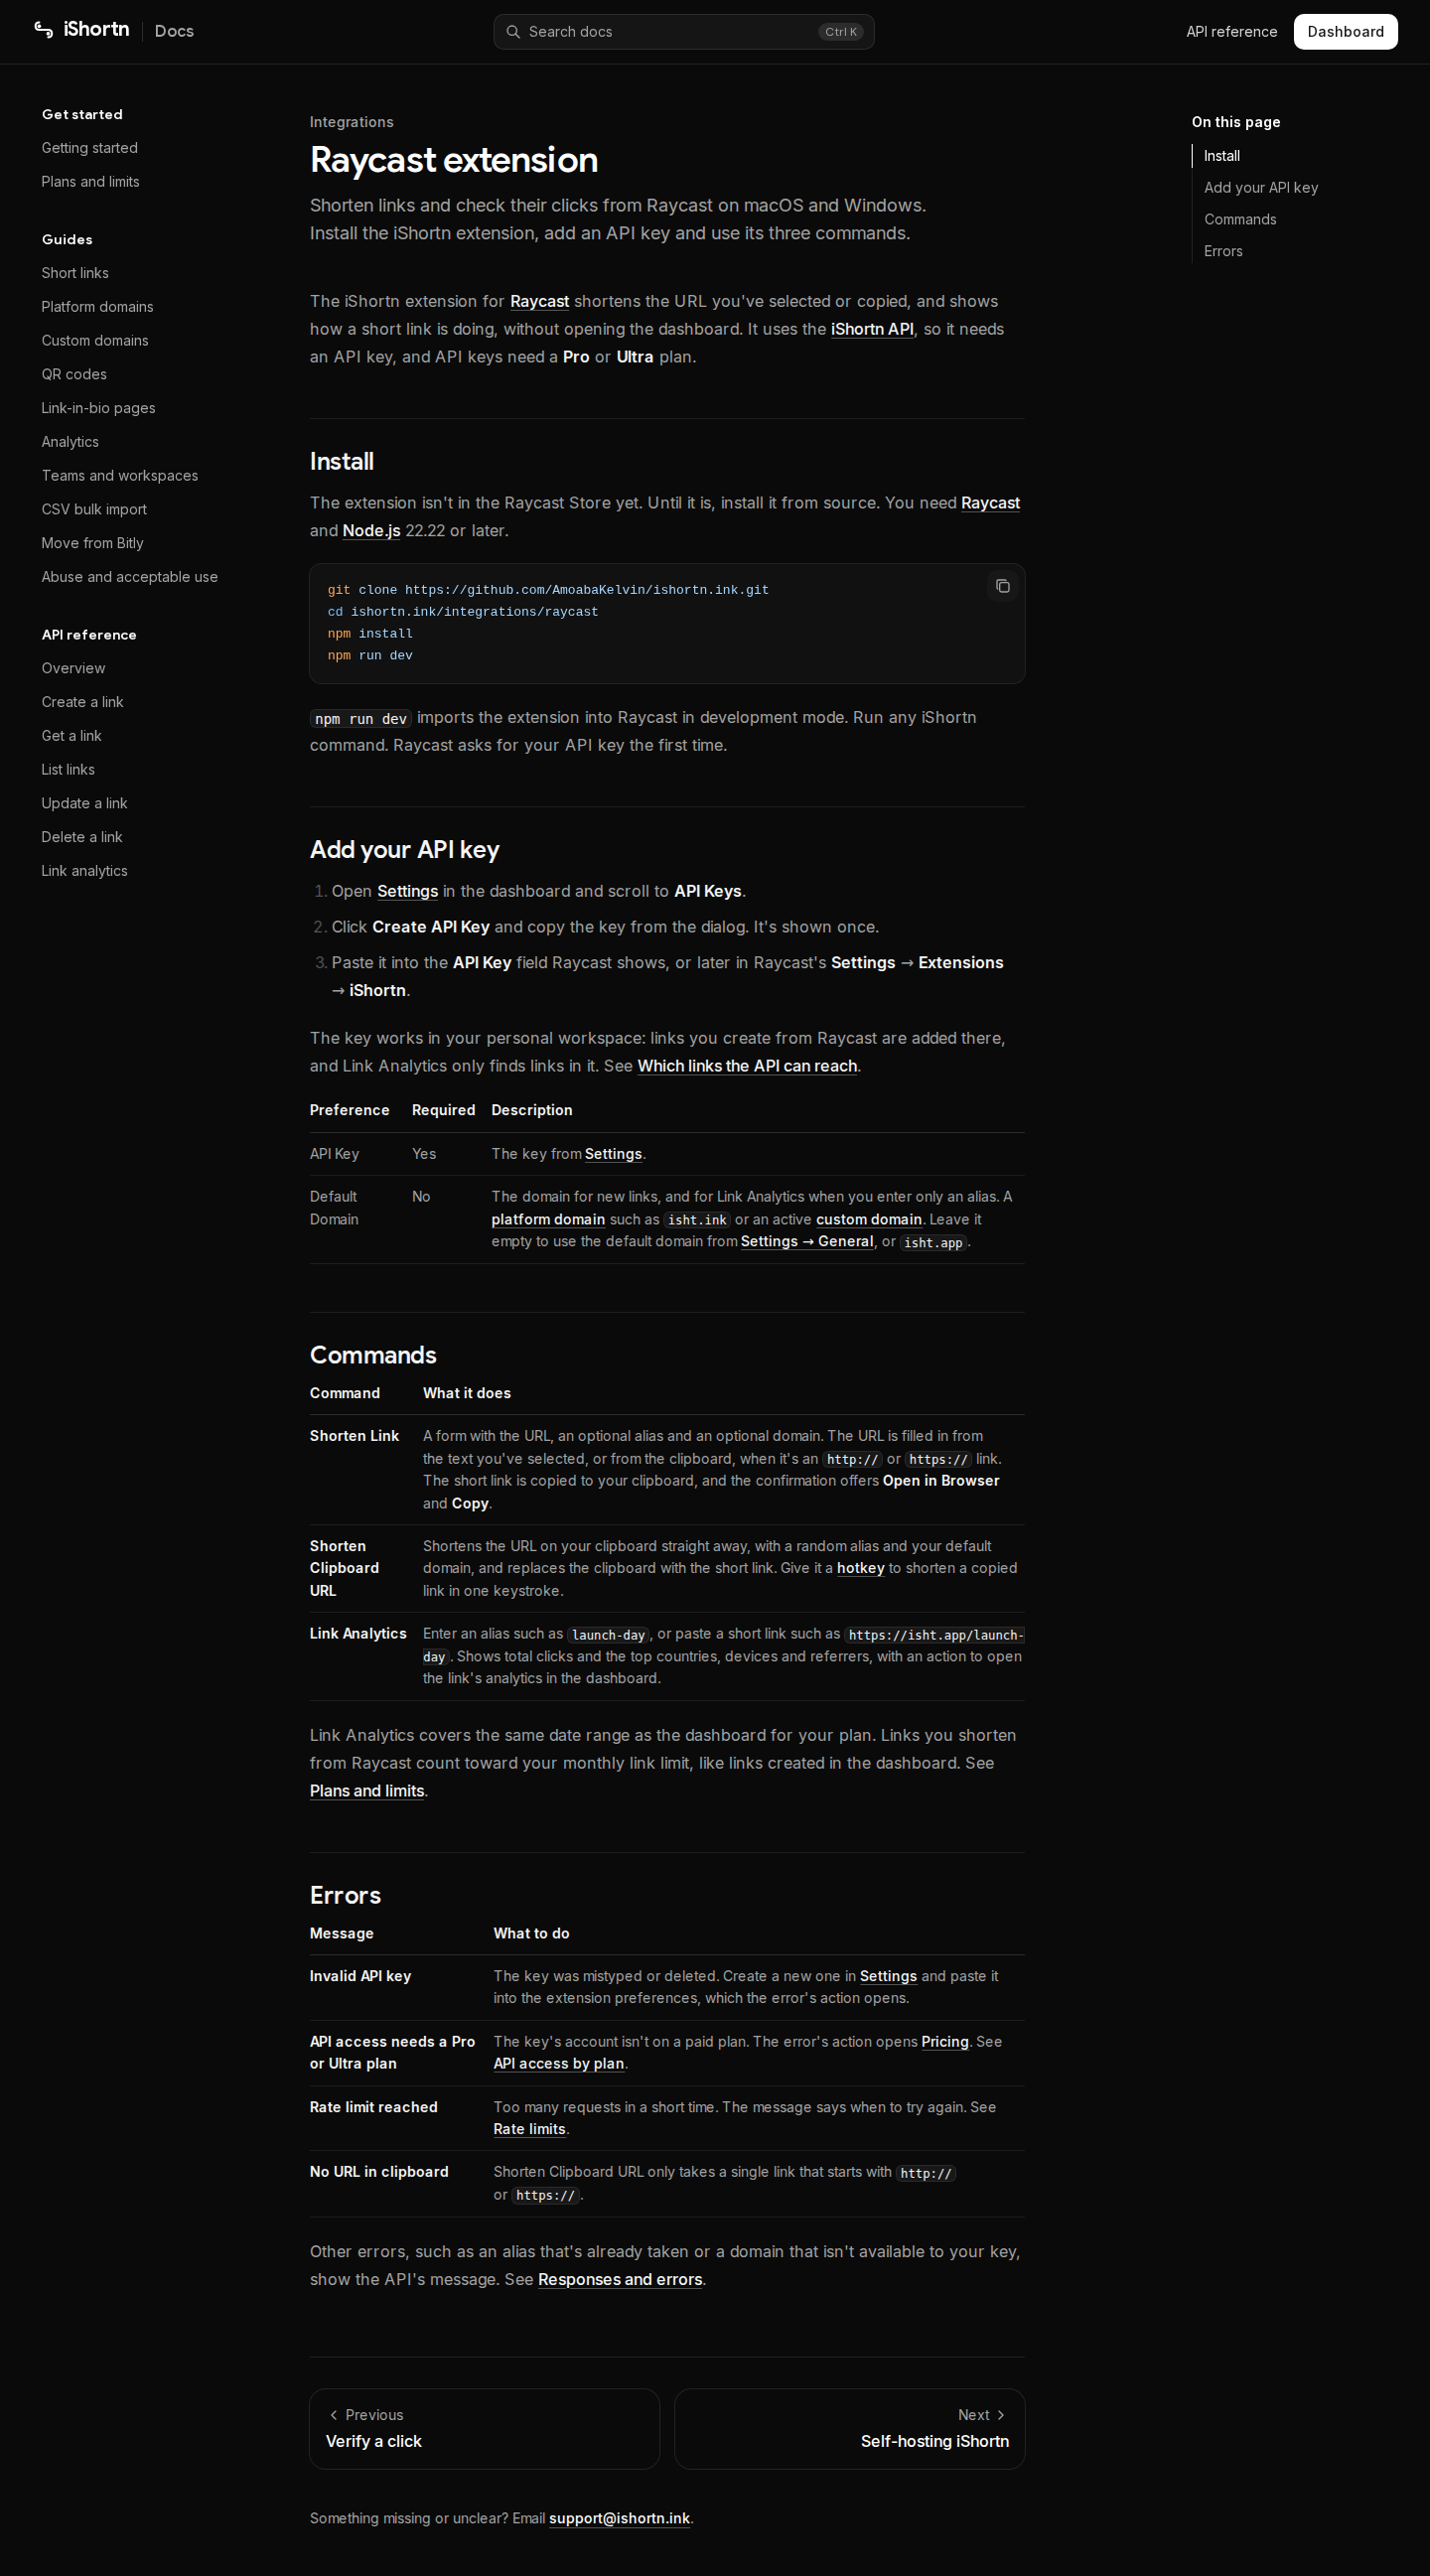 iShortn
Docs
Search docs
Ctrl K
API reference
Dashboard
Get started
Getting started
Plans and limits
Guides
Short links
Platform domains
Custom domains
QR codes
Link-in-bio pages
Analytics
Teams and workspaces
CSV bulk import
Move from Bitly
Abuse and acceptable use
API reference
Overview
Create a link
Get a link
List links
Update a link
Delete a link
Link analytics
Integrations
Raycast extension
Shorten links and check their clicks from Raycast on macOS and Windows.
Install the iShortn extension, add an API key and use its three commands.
The iShortn extension for Raycast shortens the URL you've selected or copied, and shows
how a short link is doing, without opening the dashboard. It uses the iShortn API, so it needs
an API key, and API keys need a Pro or Ultra plan.
Install
The extension isn't in the Raycast Store yet. Until it is, install it from source. You need Raycast
and Node.js 22.22 or later.
git clone https://github.com/AmoabaKelvin/ishortn.ink.git
cd ishortn.ink/integrations/raycast
npm install
npm run dev
npm run dev imports the extension into Raycast in development mode. Run any iShortn
command. Raycast asks for your API key the first time.
Add your API key
1. Open Settings in the dashboard and scroll to API Keys.
2. Click Create API Key and copy the key from the dialog. It's shown once.
3. Paste it into the API Key field Raycast shows, or later in Raycast's Settings → Extensions
→ iShortn.
The key works in your personal workspace: links you create from Raycast are added there,
and Link Analytics only finds links in it. See Which links the API can reach.
Preference Required Description
API Key Yes The key from Settings.
Default No The domain for new links, and for Link Analytics when you enter only an alias. A
Domain platform domain such as isht.ink or an active custom domain. Leave it
empty to use the default domain from Settings → General, or isht.app.
Commands
Command What it does
Shorten Link A form with the URL, an optional alias and an optional domain. The URL is filled in from
the text you've selected, or from the clipboard, when it's an http:// or https:// link.
The short link is copied to your clipboard, and the confirmation offers Open in Browser
and Copy.
Shorten Shortens the URL on your clipboard straight away, with a random alias and your default
Clipboard domain, and replaces the clipboard with the short link. Give it a hotkey to shorten a copied
URL link in one keystroke.
Link Analytics Enter an alias such as launch-day, or paste a short link such as https://isht.app/launch-
day. Shows total clicks and the top countries, devices and referrers, with an action to open
the link's analytics in the dashboard.
Link Analytics covers the same date range as the dashboard for your plan. Links you shorten
from Raycast count toward your monthly link limit, like links created in the dashboard. See
Plans and limits.
Errors
Message What to do
Invalid API key The key was mistyped or deleted. Create a new one in Settings and paste it
into the extension preferences, which the error's action opens.
API access needs a Pro The key's account isn't on a paid plan. The error's action opens Pricing. See
or Ultra plan API access by plan.
Rate limit reached Too many requests in a short time. The message says when to try again. See
Rate limits.
No URL in clipboard Shorten Clipboard URL only takes a single link that starts with http://
or https://.
Other errors, such as an alias that's already taken or a domain that isn't available to your key,
show the API's message. See Responses and errors.
Previous
Verify a click
Next
Self-hosting iShortn
Something missing or unclear? Email support@ishortn.ink.
On this page
Install
Add your API key
Commands
Errors